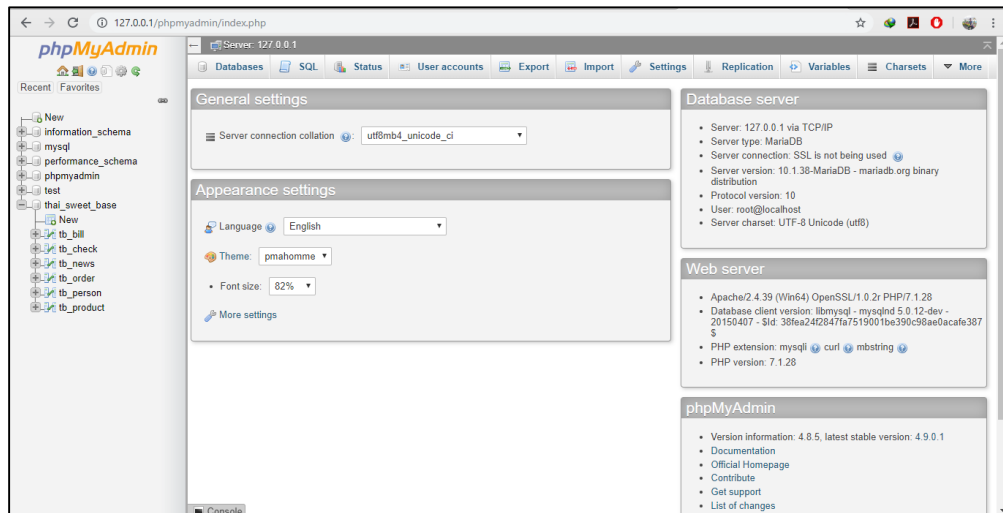 127.0.0.1/phpmyadmin/index.php
phpMyAdmin
Recent Favorites
New
information_schema
mysql
performance_schema
phpmyadmin
test
thai_sweet_base
New
tb_bill
tb_check
tb_news
tb_order
tb_person
tb_product
Server: 127.0.0.1
Databases SQL Status User accounts Export Import Settings Replication Variables Charsets More
General settings
Server connection collation : utf8mb4_unicode_ci
Appearance settings
Language English
Theme: pmahomme
Font size: 82%
More settings
Database server
Server: 127.0.0.1 via TCP/IP
Server type: MariaDB
Server connection: SSL is not being used
Server version: 10.1.38-MariaDB - mariadb.org binary
distribution
Protocol version: 10
User: root@localhost
Server charset: UTF-8 Unicode (utf8)
Web server
Apache/2.4.39 (Win64) OpenSSL/1.0.2r PHP/7.1.28
Database client version: libmysql - mysqlnd 5.0.12-dev -
20150407 - $Id: 38fea24f2847fa7519001be390c98ae0acafe387
$
PHP extension: mysqli curl mbstring
PHP version: 7.1.28
phpMyAdmin
Version information: 4.8.5, latest stable version: 4.9.0.1
Documentation
Official Homepage
Contribute
Get support
List of changes
Console